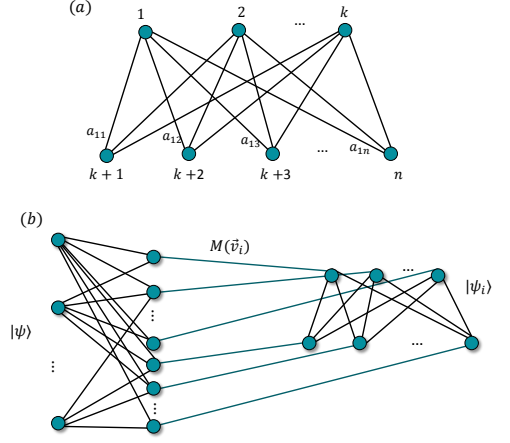 (a)
1 2 ... k
a₁₁ a₁₂ a₁₃ ... a₁ₙ
k + 1 k +2 k +3 n
(b)
M(v⃗ᵢ)
... |ψᵢ⟩
|ψ⟩ ⋮ ...
⋮ ⋮